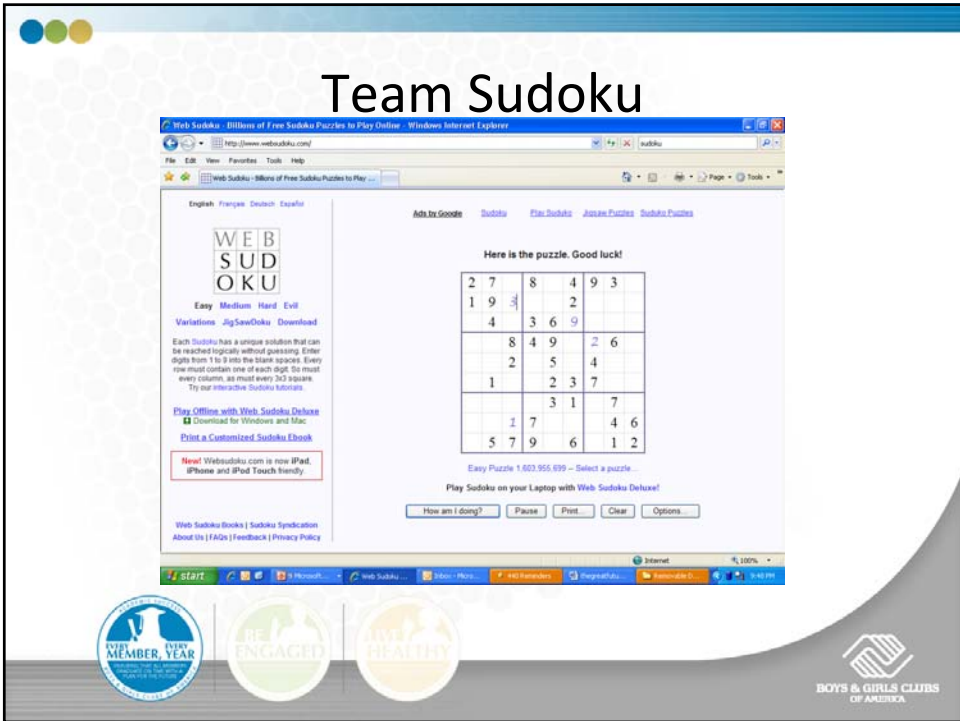 Team Sudoku
Web Sudoku - Billions of Free Sudoku Puzzles to Play Online - Windows Internet Explorer
http://www.websudoku.com/
sudoku
File Edit View Favorites Tools Help
Web Sudoku - Billions of Free Sudoku Puzzles to Play ...
Page Tools
English Français Deutsch Español
WEB
SUD
OKU
Easy Medium Hard Evil
Variations JigSawDoku Download
Each Sudoku has a unique solution that can
be reached logically without guessing. Enter
digits from 1 to 9 into the blank spaces. Every
row must contain one of each digit. So must
every column, as must every 3x3 square.
Try our interactive Sudoku tutorials.
Play Offline with Web Sudoku Deluxe
Download for Windows and Mac
Print a Customized Sudoku Ebook
New! Websudoku.com is now iPad,
iPhone and iPod Touch friendly.
Web Sudoku Books | Sudoku Syndication
About Us | FAQs | Feedback | Privacy Policy
Ads by Google Sudoku Play Sudoku Jigsaw Puzzles Sudoku Puzzles
Here is the puzzle. Good luck!
2 7 8 4 9 3
1 9 3 2
4 3 6 9
8 4 9 2 6
2 5 4
1 2 3 7
3 1 7
1 7 4 6
5 7 9 6 1 2
Easy Puzzle 1,603,955,699 -- Select a puzzle...
Play Sudoku on your Laptop with Web Sudoku Deluxe!
How am I doing? Pause Print... Clear Options...
Internet 100%
start 9 Microsoft... Web Sudoku ... Inbox - Micro... Reminders Removable D... 9:48 PM
EVERY MEMBER, EVERY YEAR
BE ENGAGED
LIVE HEALTHY
BOYS & GIRLS CLUBS
OF AMERICA